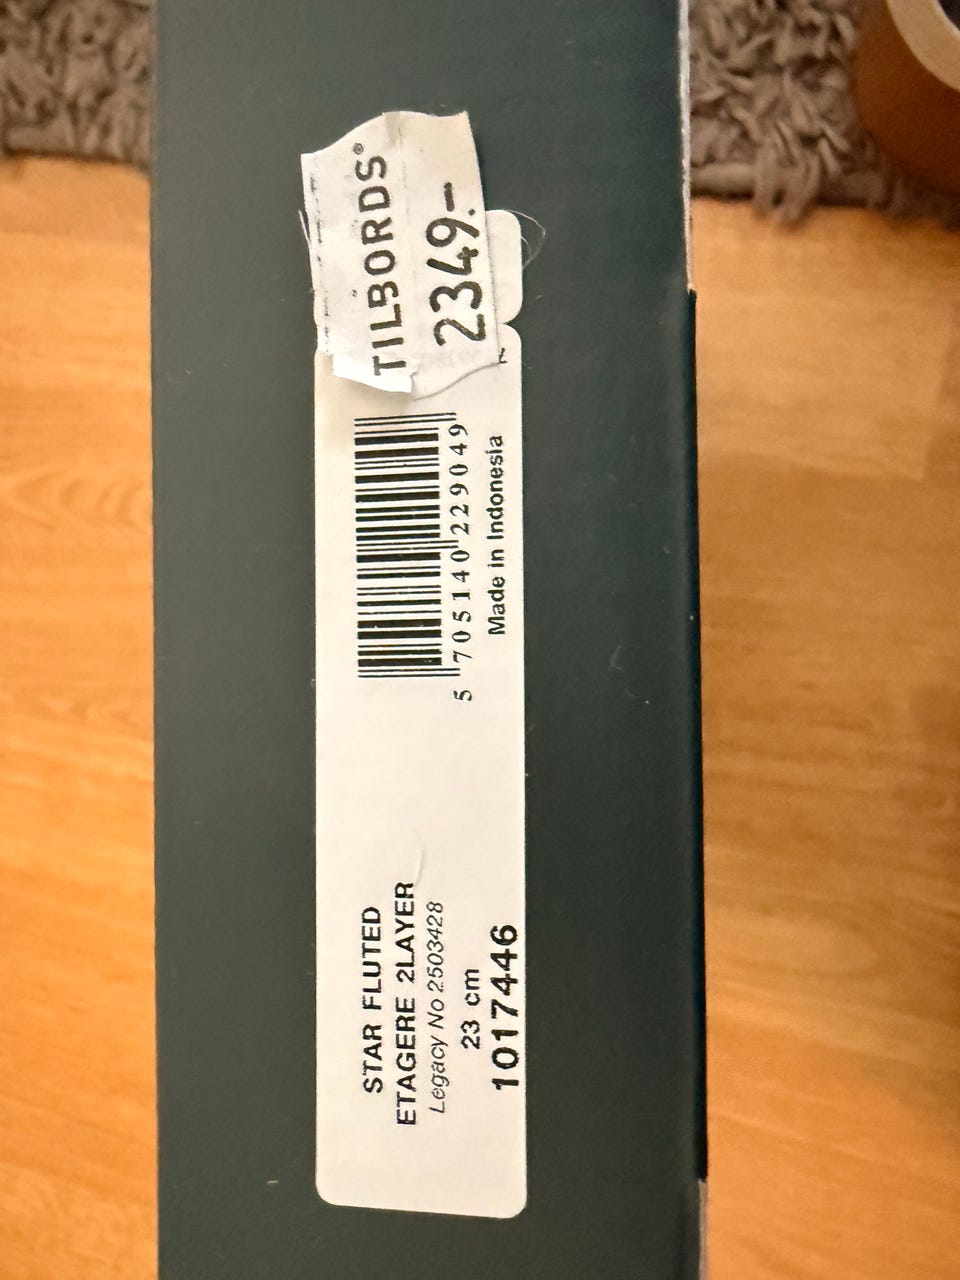 TILBORDS®
2349.–
5 705140 229049
Made in Indonesia
STAR FLUTED
ETAGERE 2LAYER
Legacy No 2503428
23 cm
1017446